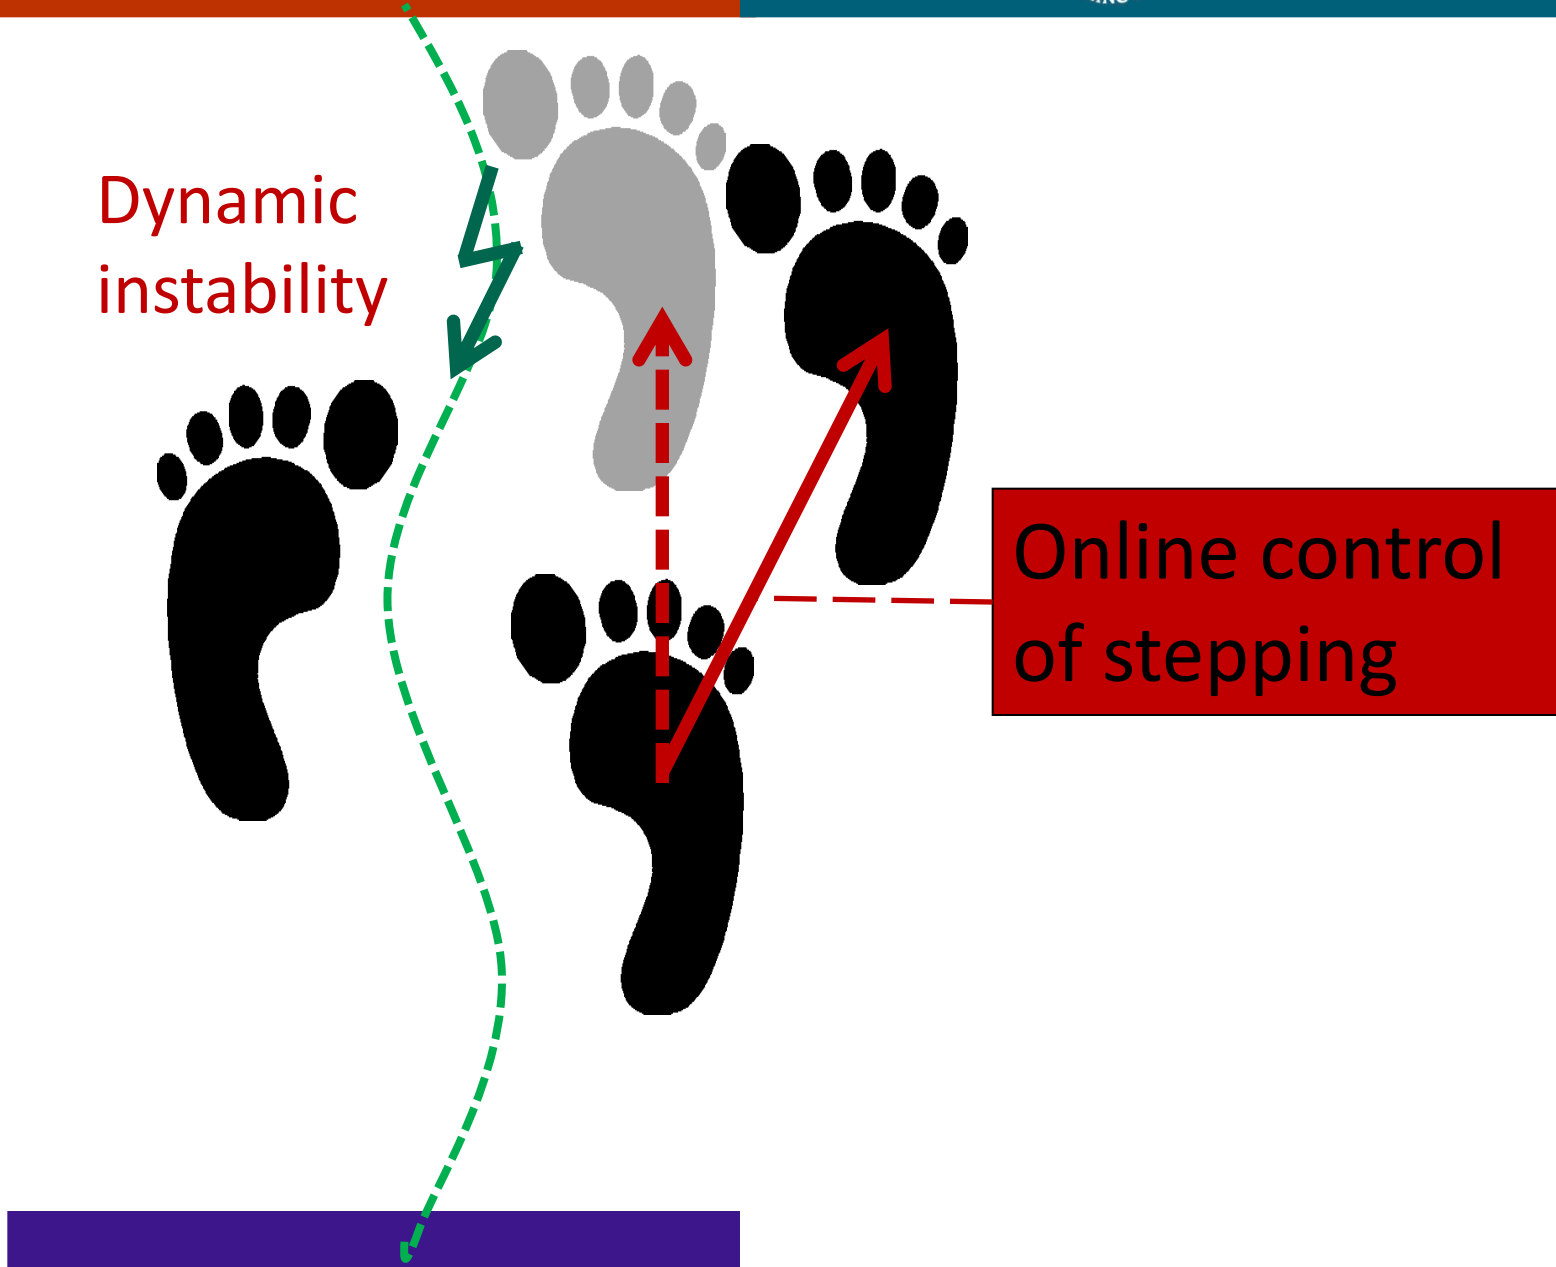 Dynamic
instability
Online control
of stepping